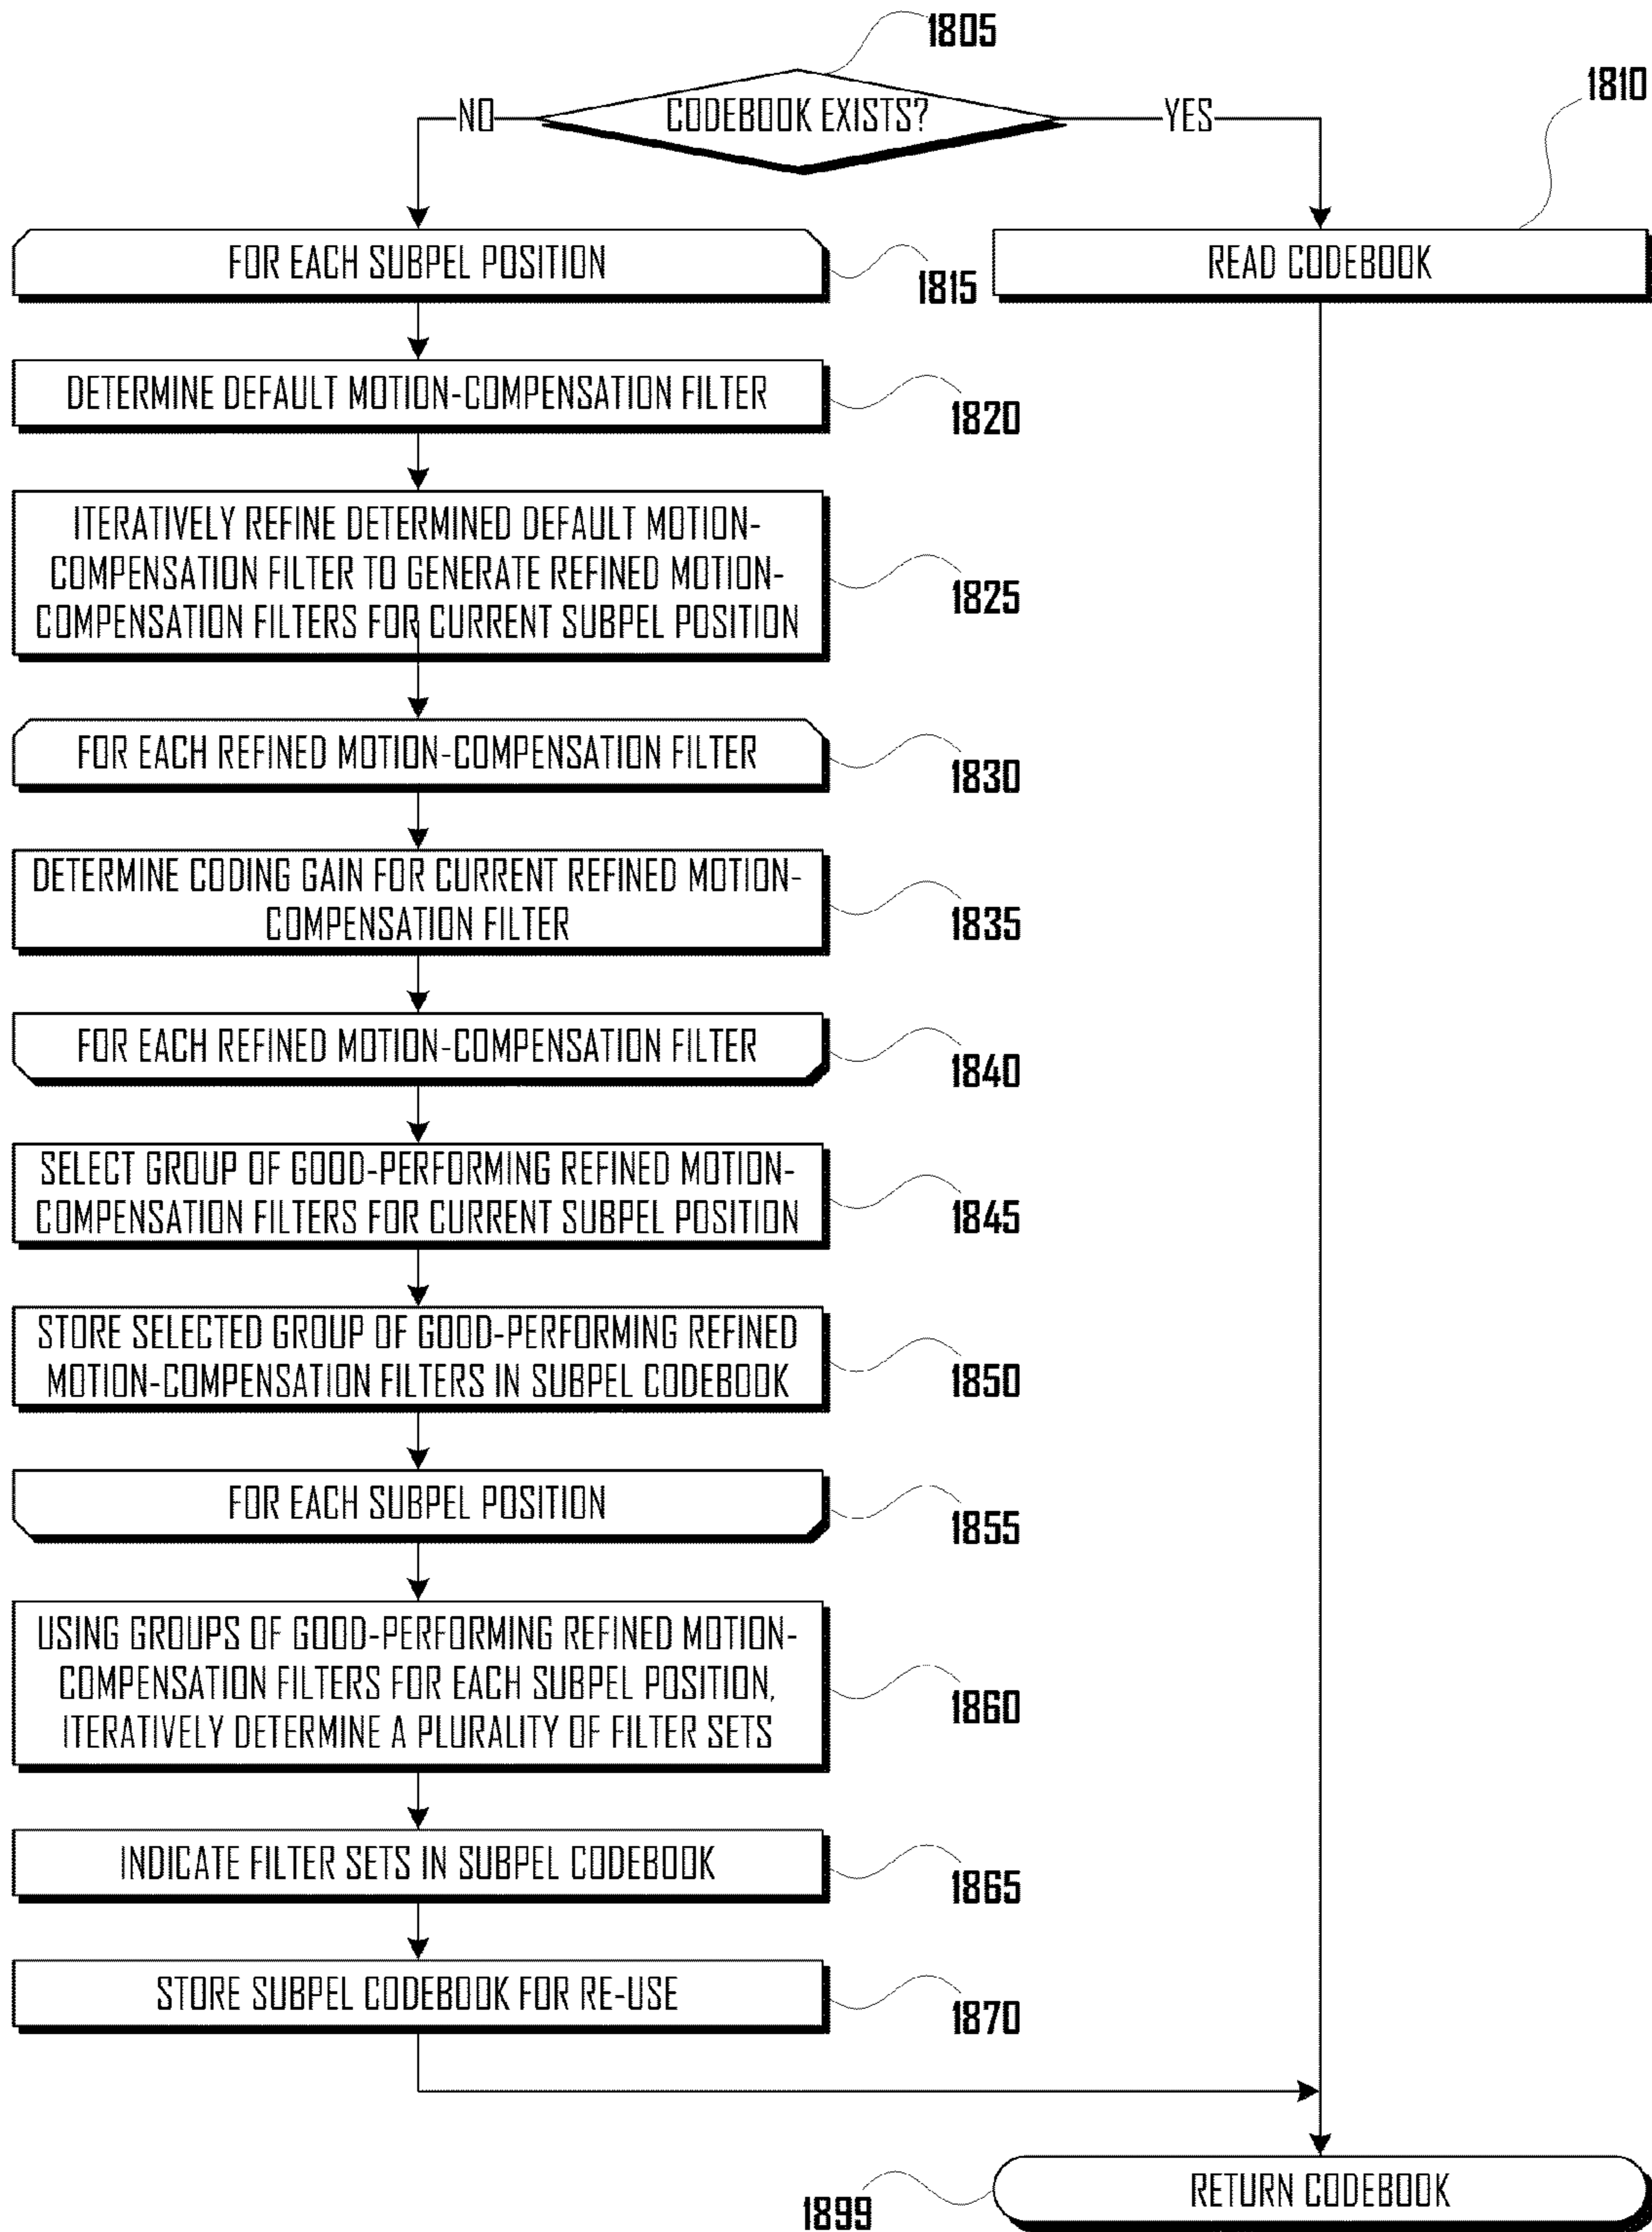 1805
CODEBOOK EXISTS?
NO
YES
1810
FOR EACH SUBPEL POSITION
1815
READ CODEBOOK
DETERMINE DEFAULT MOTION-COMPENSATION FILTER
1820
ITERATIVELY REFINE DETERMINED DEFAULT MOTION-
COMPENSATION FILTER TO GENERATE REFINED MOTION-
COMPENSATION FILTERS FOR CURRENT SUBPEL POSITION
1825
FOR EACH REFINED MOTION-COMPENSATION FILTER
1830
DETERMINE CODING GAIN FOR CURRENT REFINED MOTION-
COMPENSATION FILTER
1835
FOR EACH REFINED MOTION-COMPENSATION FILTER
1840
SELECT GROUP OF GOOD-PERFORMING REFINED MOTION-
COMPENSATION FILTERS FOR CURRENT SUBPEL POSITION
1845
STORE SELECTED GROUP OF GOOD-PERFORMING REFINED
MOTION-COMPENSATION FILTERS IN SUBPEL CODEBOOK
1850
FOR EACH SUBPEL POSITION
1855
USING GROUPS OF GOOD-PERFORMING REFINED MOTION-
COMPENSATION FILTERS FOR EACH SUBPEL POSITION,
ITERATIVELY DETERMINE A PLURALITY OF FILTER SETS
1860
INDICATE FILTER SETS IN SUBPEL CODEBOOK
1865
STORE SUBPEL CODEBOOK FOR RE-USE
1870
RETURN CODEBOOK
1899